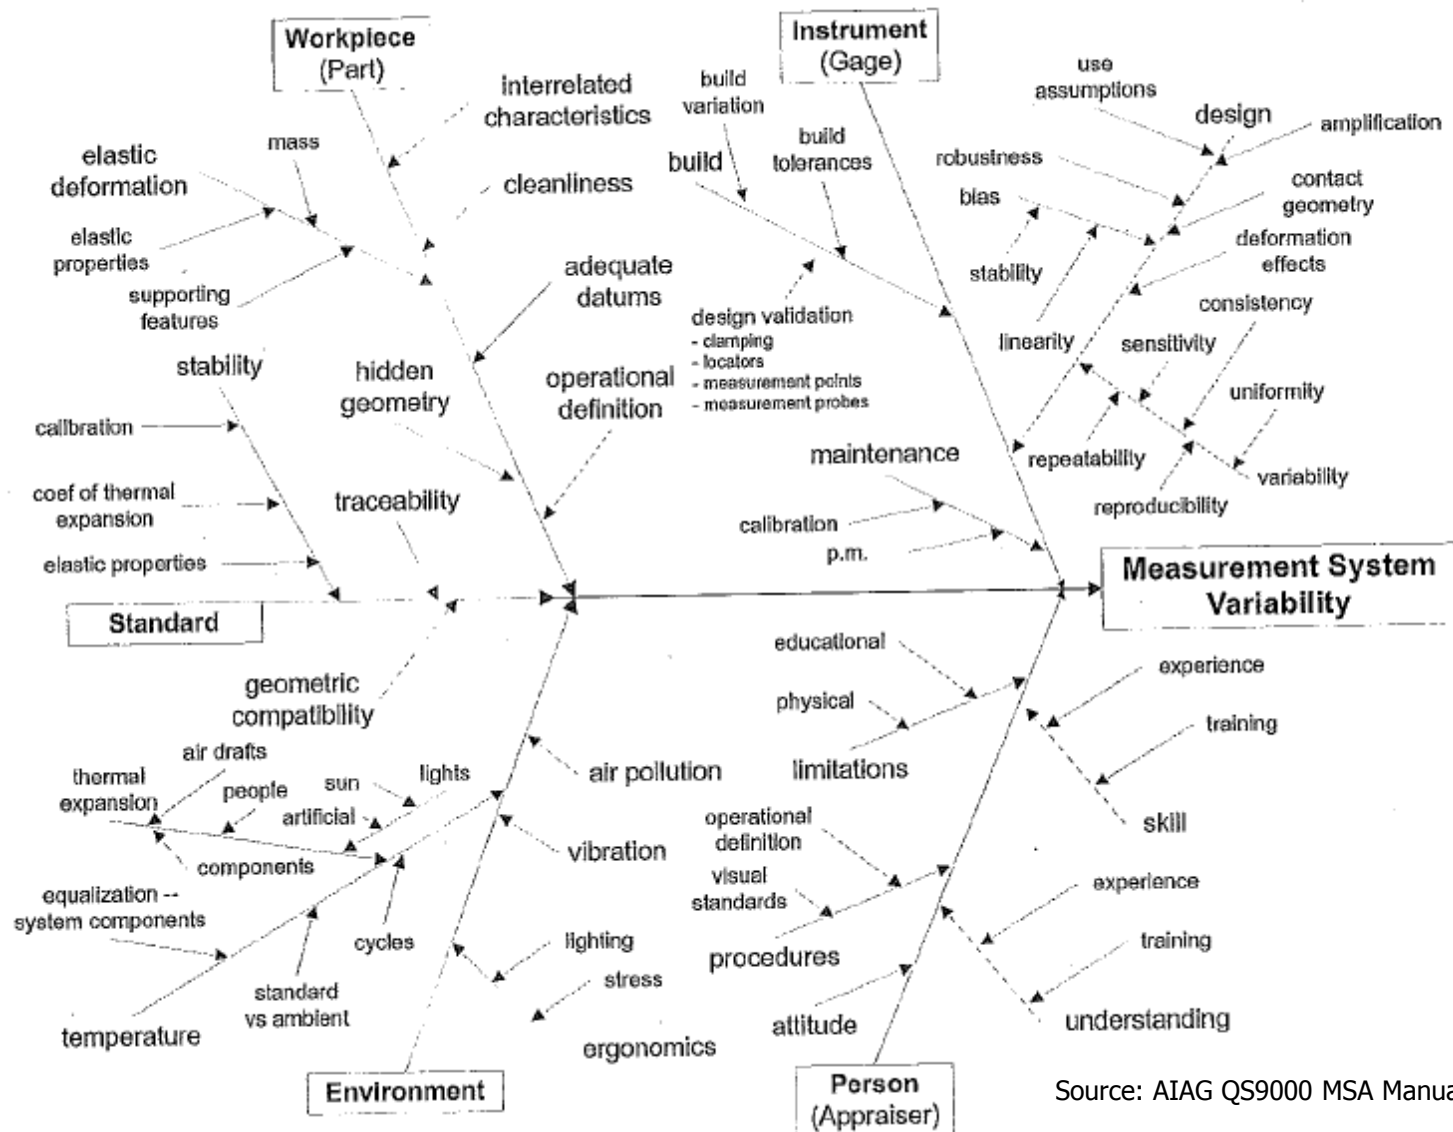 Workpiece
(Part)
Instrument
(Gage)
interrelated
characteristics
cleanliness
mass
elastic
deformation
elastic
properties
supporting
features
adequate
datums
hidden
geometry
operational
definition
build
variation
build
build
tolerances
design validation
- clamping
- locators
- measurement points
- measurement probes
use
assumptions
design
amplification
robustness
bias
contact
geometry
deformation
effects
stability
linearity
consistency
sensitivity
uniformity
repeatability
variability
reproducibility
maintenance
calibration
p.m.
stability
calibration
coef of thermal
expansion
elastic properties
traceability
Standard
geometric
compatibility
Measurement System
Variability
air drafts
thermal
expansion
people
sun
lights
artificial
components
equalization --
system components
cycles
standard
vs ambient
temperature
air pollution
vibration
lighting
stress
ergonomics
Environment
educational
physical
limitations
experience
training
skill
operational
definition
visual
standards
procedures
attitude
experience
training
understanding
Person
(Appraiser)
Source: AIAG QS9000 MSA Manua